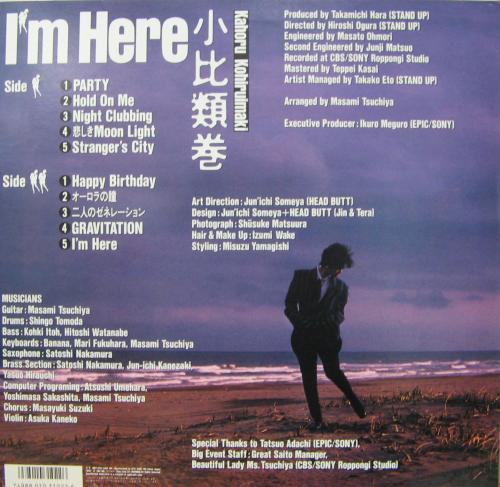 I'm Here
小比類巻
Kahoru Kohiruimaki
Side
1 PARTY
2 Hold On Me
3 Night Clubbing
4 悲しきMoon Light
5 Stranger's City
Side
1 Happy Birthday
2 オーロラの瞳
3 二人のゼネレーション
4 GRAVITATION
5 I'm Here
Produced by Takamichi Hara (STAND UP)
Directed by Hiroshi Ogura (STAND UP)
Engineered by Masato Ohmori
Second Engineered by Junji Matsuo
Recorded at CBS/SONY Roppongi Studio
Mastered by Teppei Kasai
Artist Managed by Takako Eto (STAND UP)
Arranged by Masami Tsuchiya
Executive Producer : Ikuro Meguro (EPIC/SONY)
Art Direction : Jun'ichi Someya (HEAD BUTT)
Design : Jun'ichi Someya+HEAD BUTT (Jin & Tera)
Photograph : Shūsuke Matsuura
Hair & Make Up : Izumi Wake
Styling : Misuzu Yamagishi
MUSICIANS
Guitar : Masami Tsuchiya
Drums : Shingo Tomoda
Bass : Kohki Itoh, Hitoshi Watanabe
Keyboards : Banana, Mari Fukuhara, Masami Tsuchiya
Saxophone : Satoshi Nakamura
Brass Section : Satoshi Nakamura, Jun-ichi Kanezaki,
Yasuo Hirauchi
Computer Programing : Atsushi Umehara,
Yoshimasa Sakashita, Masami Tsuchiya
Chorus : Masayuki Suzuki
Violin : Asuka Kaneko
Special Thanks to Tatsuo Adachi (EPIC/SONY),
Big Event Staff : Great Saito Manager,
Beautiful Lady Ms. Tsuchiya (CBS/SONY Roppongi Studio)